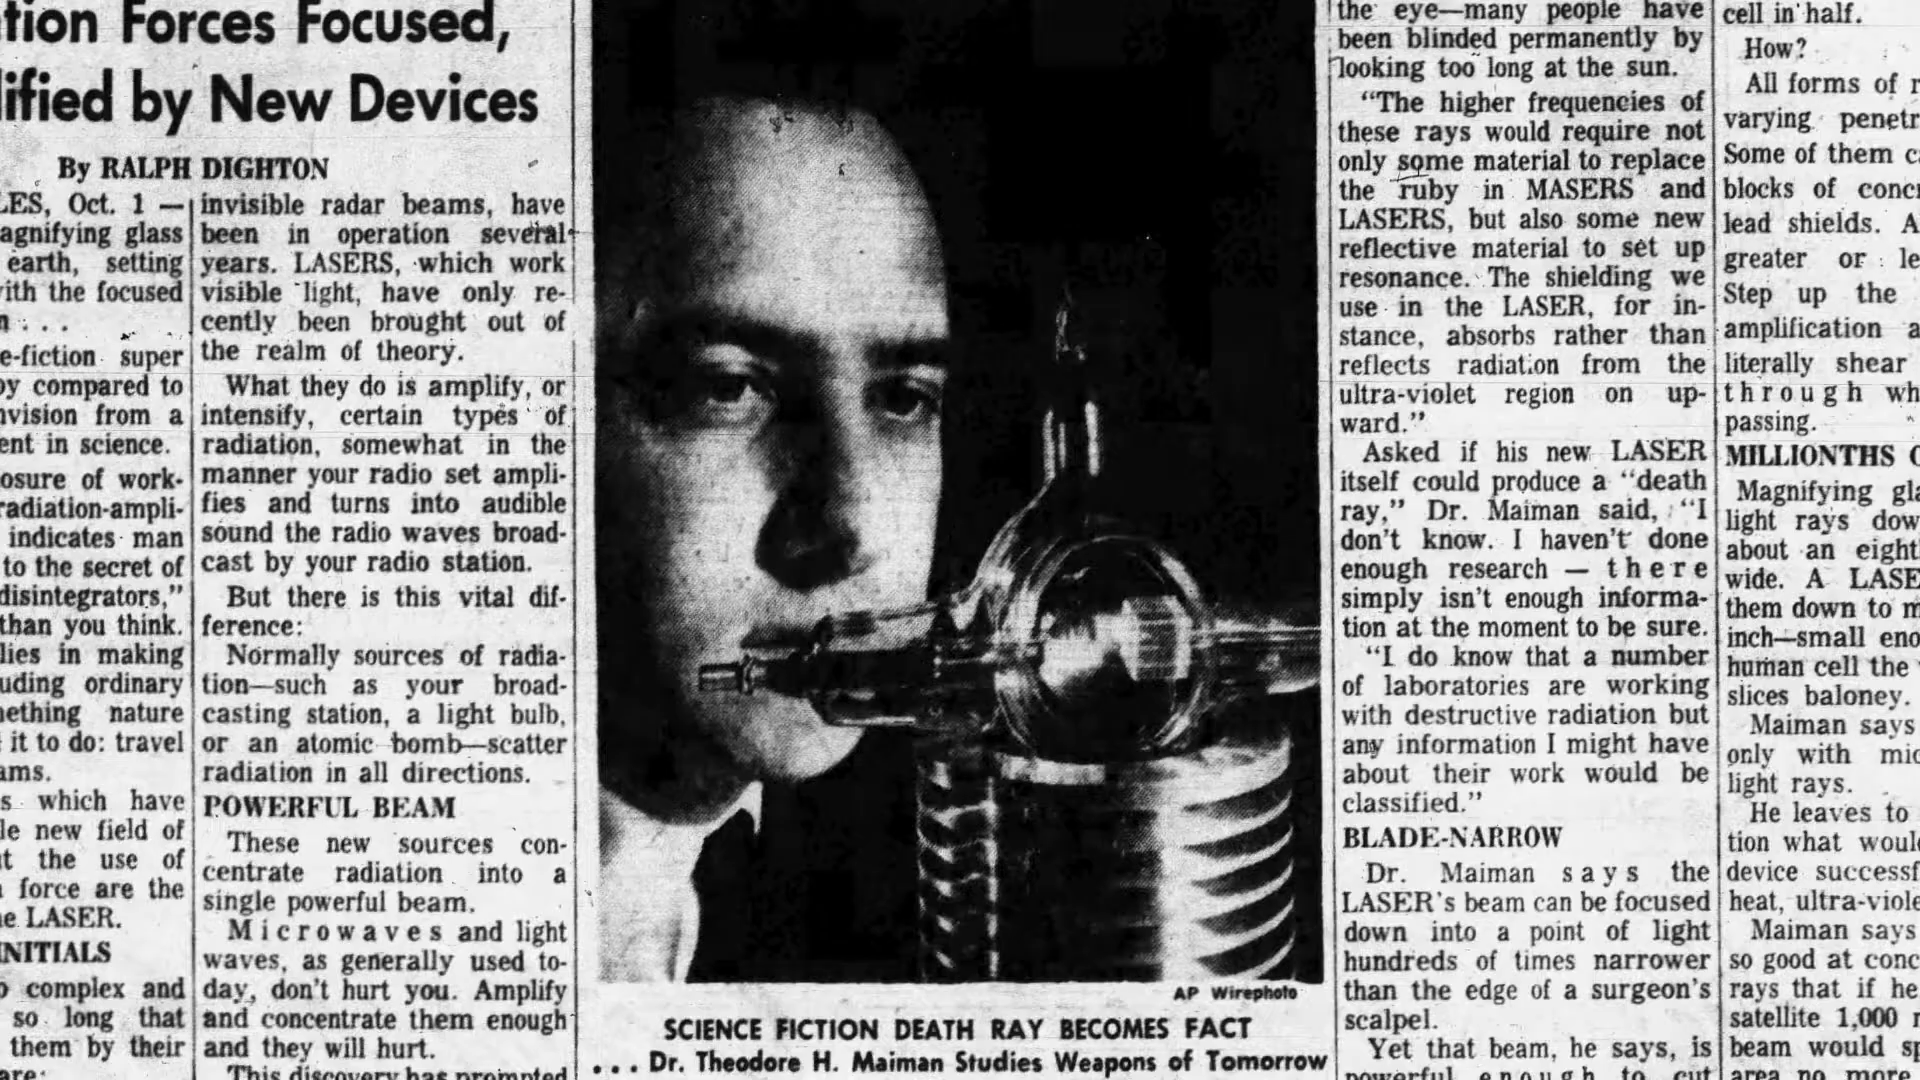 tion Forces Focused,
ified by New Devices
By RALPH DIGHTON
LES, Oct. 1 —
agnifying glass
earth, setting
ith the focused
n . . .
e-fiction super
by compared to
nvision from a
ent in science.
osure of work-
radiation-ampli-
indicates man
to the secret of
disintegrators,"
than you think.
lies in making
uding ordinary
nething nature
it to do: travel
ams.
s which have
le new field of
t the use of
force are the
e LASER.
INITIALS
o complex and
so long that
them by their
are:
invisible radar beams, have
been in operation several
years. LASERS, which work
visible light, have only re-
cently been brought out of
the realm of theory.
What they do is amplify, or
intensify, certain types of
radiation, somewhat in the
manner your radio set ampli-
fies and turns into audible
sound the radio waves broad-
cast by your radio station.
But there is this vital dif-
ference:
Normally sources of radia-
tion—such as your broad-
casting station, a light bulb,
or an atomic bomb—scatter
radiation in all directions.
POWERFUL BEAM
These new sources con-
centrate radiation into a
single powerful beam.
Microwaves and light
waves, as generally used to-
day, don't hurt you. Amplify
and concentrate them enough
and they will hurt.
This discovery has prompted
AP Wirephoto
SCIENCE FICTION DEATH RAY BECOMES FACT
. . . Dr. Theodore H. Maiman Studies Weapons of Tomorrow
the eye—many people have
been blinded permanently by
looking too long at the sun.
"The higher frequencies of
these rays would require not
only some material to replace
the ruby in MASERS and
LASERS, but also some new
reflective material to set up
resonance. The shielding we
use in the LASER, for in-
stance, absorbs rather than
reflects radiation from the
ultra-violet region on up-
ward."
Asked if his new LASER
itself could produce a "death
ray," Dr. Maiman said, "I
don't know. I haven't done
enough research — there
simply isn't enough informa-
tion at the moment to be sure.
"I do know that a number
of laboratories are working
with destructive radiation but
any information I might have
about their work would be
classified."
BLADE-NARROW
Dr. Maiman says the
LASER's beam can be focused
down into a point of light
hundreds of times narrower
than the edge of a surgeon's
scalpel.
Yet that beam, he says, is
powerful enough to cut
cell in half.
How?
All forms of r
varying penetr
Some of them c
blocks of conc
lead shields. A
greater or le
Step up the
amplification a
literally shear
through wh
passing.
MILLIONTHS O
Magnifying gla
light rays dow
about an eight
wide. A LASE
them down to m
inch—small eno
human cell the
slices baloney.
Maiman says
only with mic
light rays.
He leaves to
tion what woul
device successf
heat, ultra-viole
Maiman says
so good at conc
rays that if he
satellite 1,000 m
beam would sp
area no more